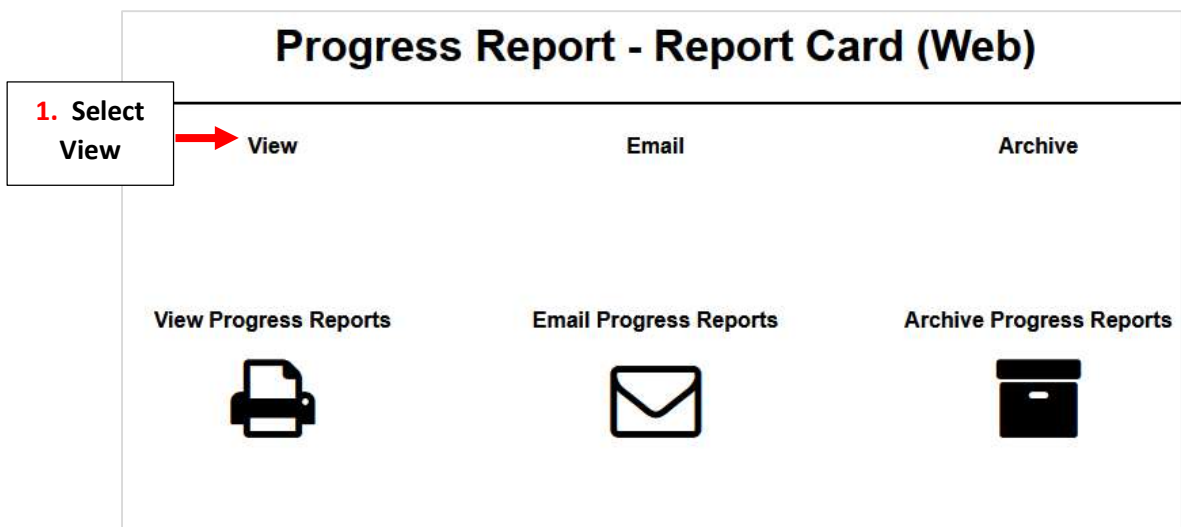 Progress Report - Report Card (Web)
1. Select
View
View
Email
Archive
View Progress Reports
Email Progress Reports
Archive Progress Reports